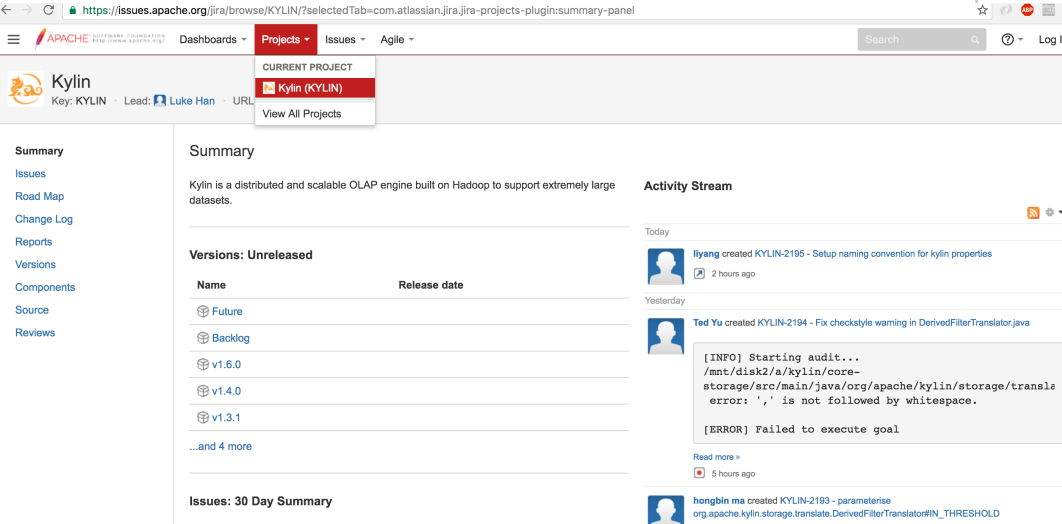 https://issues.apache.org/jira/browse/KYLIN/?selectedTab=com.atlassian.jira.jira-projects-plugin:summary-panel
ABP
APACHE SOFTWARE FOUNDATION
http://www.apache.org/
Dashboards
Projects
Issues
Agile
Search
Log
CURRENT PROJECT
Kylin (KYLIN)
View All Projects
Kylin
Key: KYLIN · Lead: Luke Han · URL
Summary
Issues
Road Map
Change Log
Reports
Versions
Components
Source
Reviews
Summary
Kylin is a distributed and scalable OLAP engine built on Hadoop to support extremely large
datasets.
Versions: Unreleased
Name Release date
Future
Backlog
v1.6.0
v1.4.0
v1.3.1
...and 4 more
Issues: 30 Day Summary
Activity Stream
Today
liyang created KYLIN-2195 - Setup naming convention for kylin properties
2 hours ago
Yesterday
Ted Yu created KYLIN-2194 - Fix checkstyle warning in DerivedFilterTranslator.java
[INFO] Starting audit...
/mnt/disk2/a/kylin/core-
storage/src/main/java/org/apache/kylin/storage/transla
error: ',' is not followed by whitespace.
[ERROR] Failed to execute goal
Read more »
5 hours ago
hongbin ma created KYLIN-2193 - parameterise
org.apache.kylin.storage.translate.DerivedFilterTranslator#IN_THRESHOLD